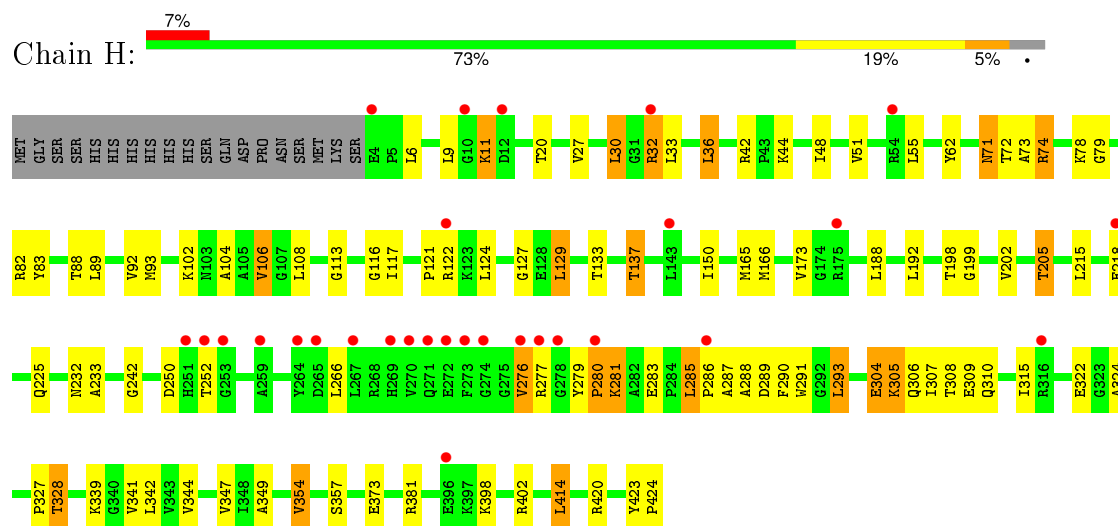 7%
Chain H:
73% 19% 5% •
MET GLY SER SER HIS HIS HIS HIS HIS HIS SER GLN ASP PRO ASN SER MET LYS SER E4 P5 L6 L9 G10 K11 D12 T20 V27 L30 G31 R32 L33 L36 R42 P43 K44 I48 V51 R54 L55 Y62 N71 T72 A73 R74 K78 G79
R82 Y83 T88 L89 V92 M93 K102 N103 A104 A105 V106 G107 L108 G113 G116 I117 P121 R122 K123 L124 G127 E128 L129 T133 T137 L143 I150 M165 M166 V173 G174 R175 L188 L192 T198 G199 V202 T205 L215
Q225 N232 A233 G242 D250 H251 T252 G253 A259 Y264 D265 L266 L267 R268 H269 V270 Q271 E272 F273 G274 G275 V276 R277 G278 Y279 P280 K281 A282 E283 P284 L285 P286 A287 A288 D289 F290 W291 G292 L293 E304 K305 Q306 I307 T308 E309 Q310 I315 R316 E322 G323 A324
P327 T328 K339 G340 V341 L342 V343 V344 V347 I348 A349 V354 S357 E373 R381 E396 K397 K398 R402 L414 R420 Y423 P424